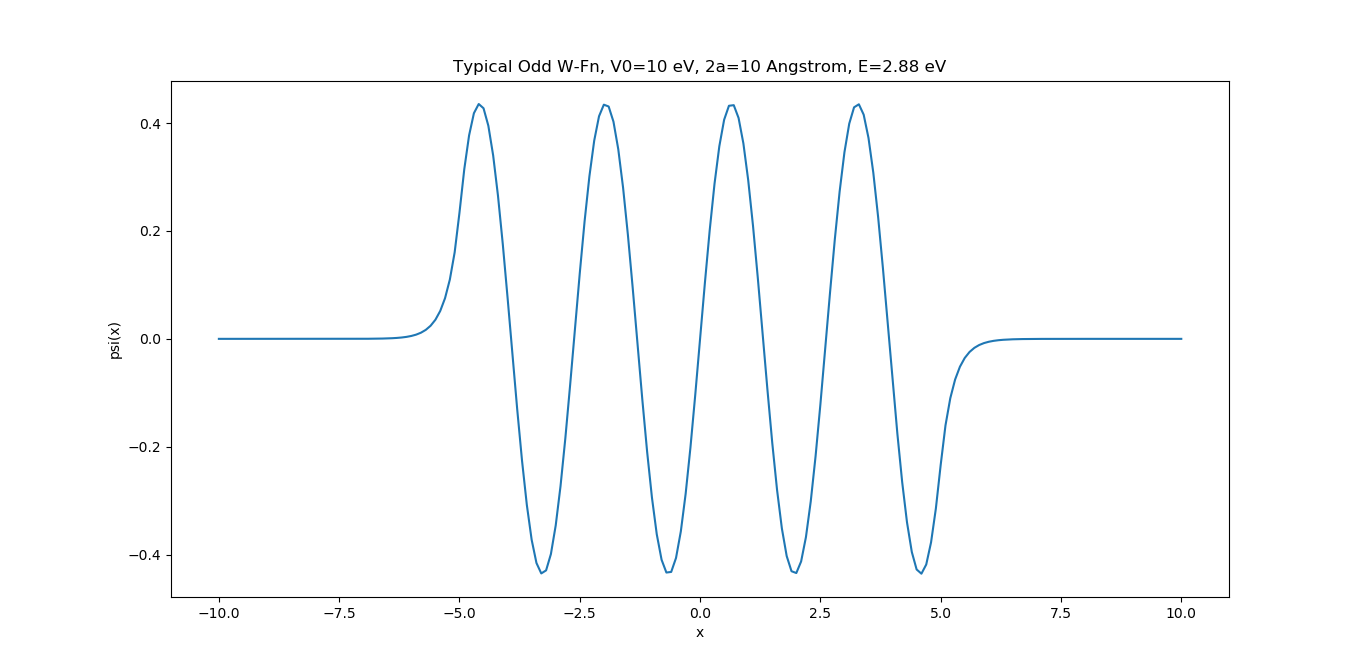 Typical Odd W-Fn, V0=10 eV, 2a=10 Angstrom, E=2.88 eV
psi(x)
0.4
0.2
0.0
−0.2
−0.4
−10.0 −7.5 −5.0 −2.5 0.0 2.5 5.0 7.5 10.0
x